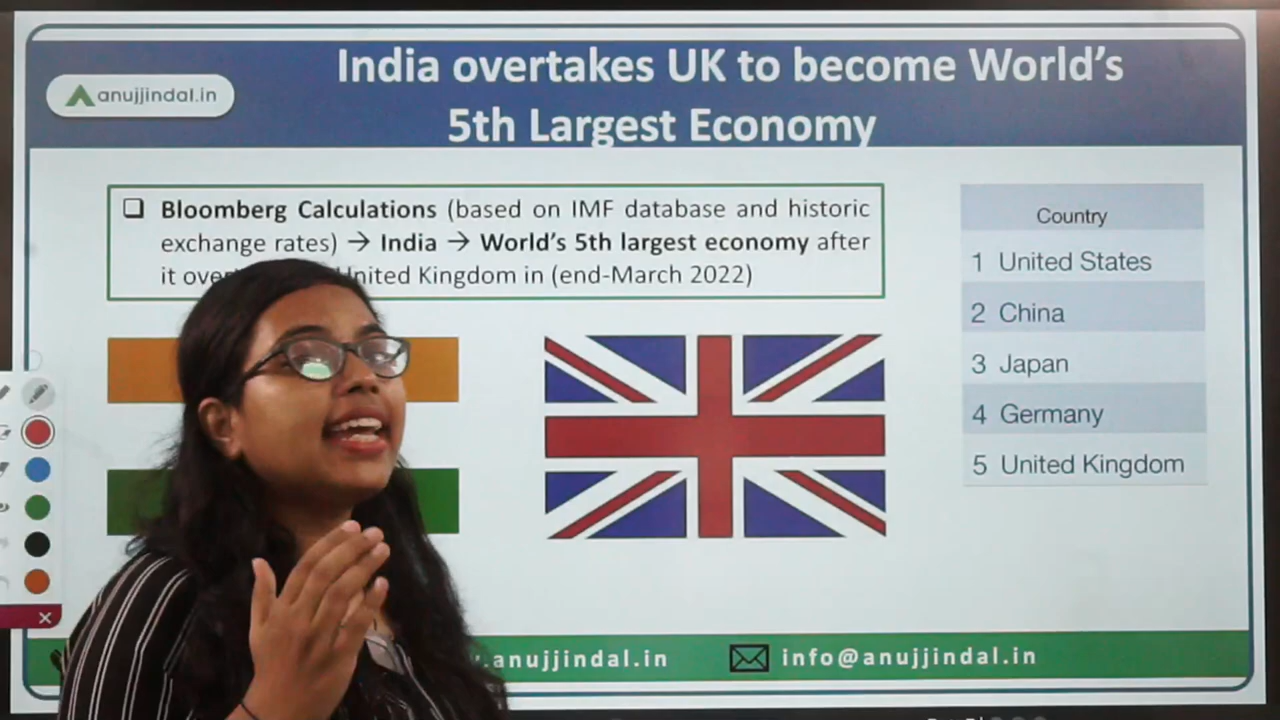 India overtakes UK to become World's
5th Largest Economy
anujjindal.in
Bloomberg Calculations (based on IMF database and historic
exchange rates) → India → World's 5th largest economy after
it United Kingdom in (end-March 2022)
Country
1 United States
2 China
3 Japan
4 Germany
5 United Kingdom
.anujjindal.in
info@anujjindal.in